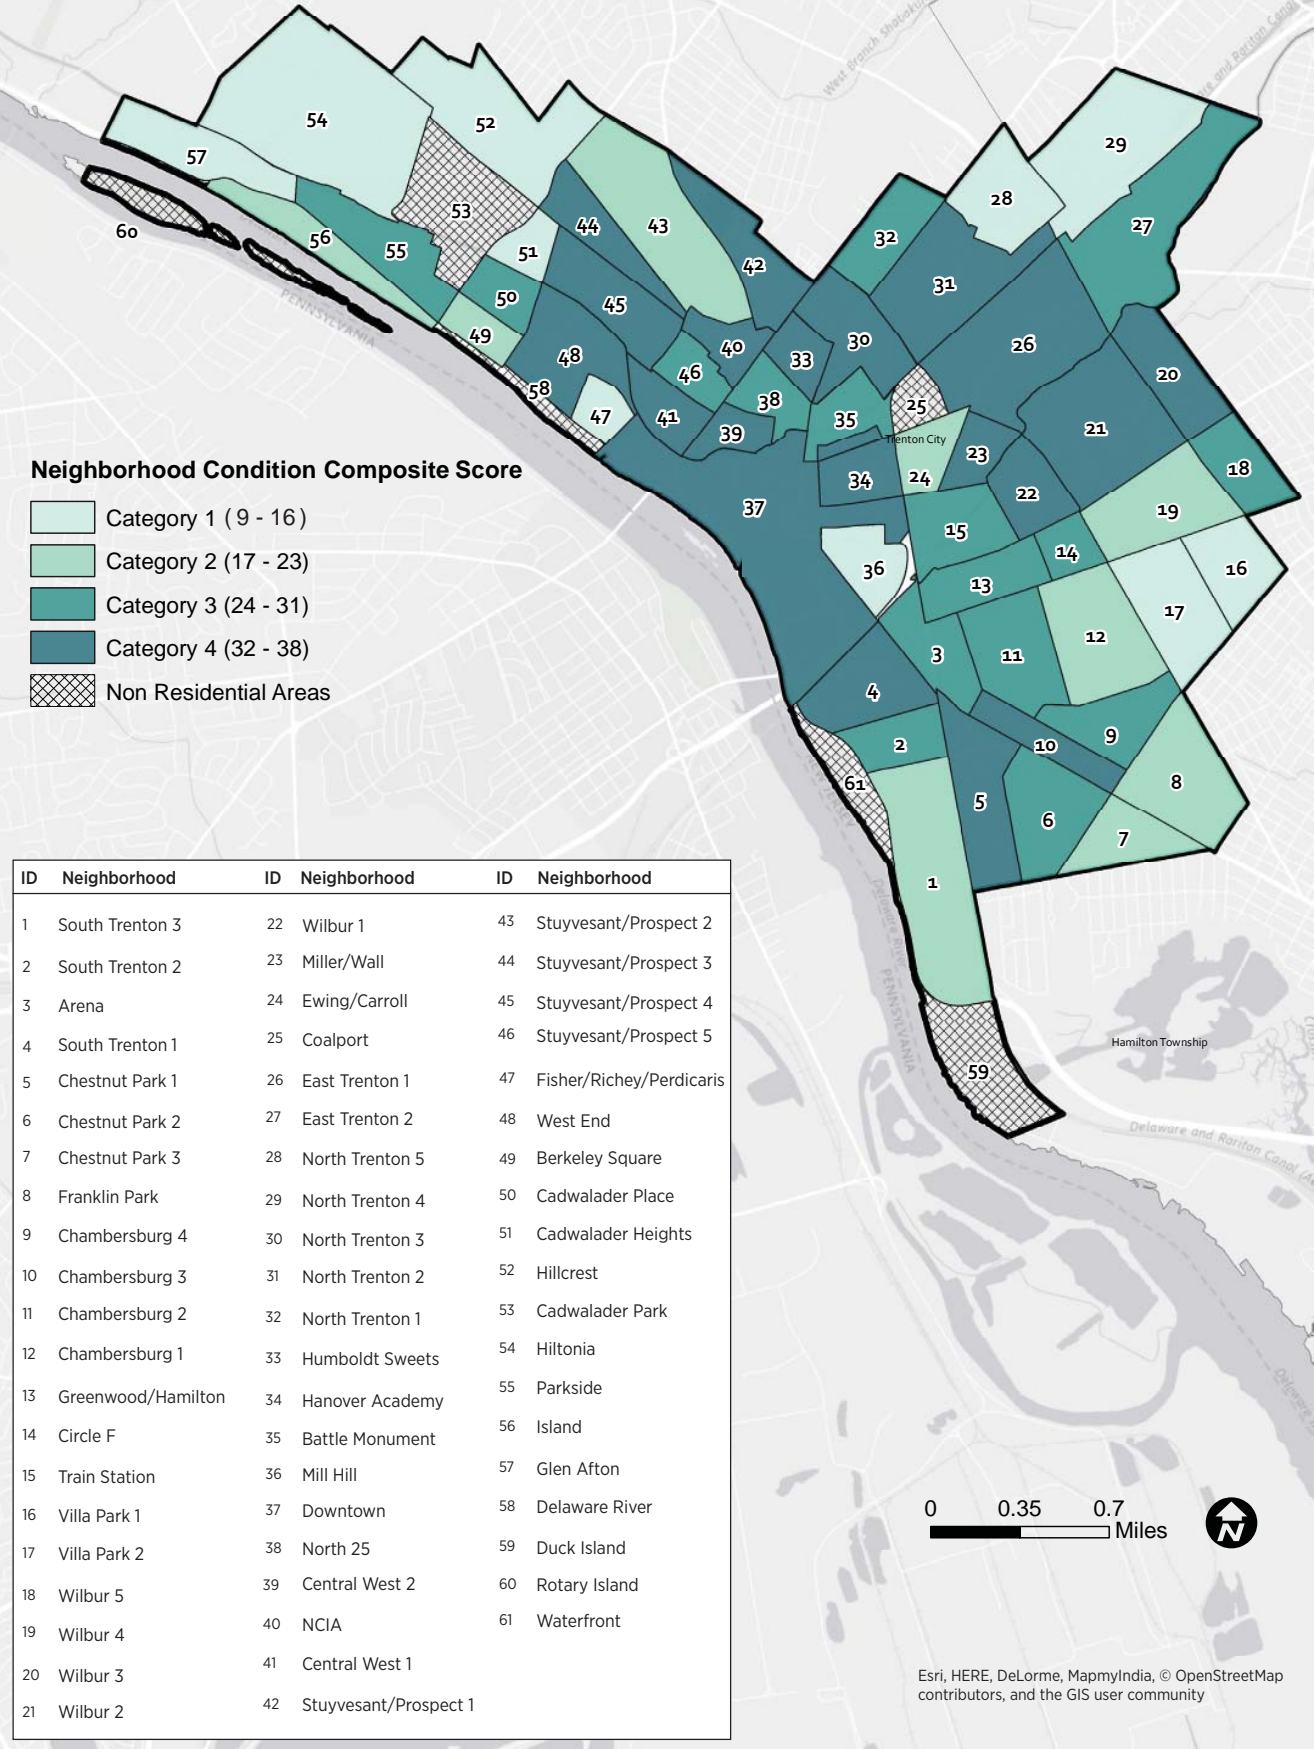 West Branch Shabakun
Delaware and Raritan Canal
54
52
57
53
60
56
55
51
50
49
44
43
42
45
48
58
47
41
46
40
39
38
33
30
35
32
31
28
29
27
26
25
Trenton City
24
34
23
22
21
20
18
19
37
36
15
14
13
16
17
12
11
3
4
2
10
9
8
5
6
7
61
1
59
PENNSYLVANIA
Neighborhood Condition Composite Score
Category 1 ( 9 - 16 )
Category 2 (17 - 23)
Category 3 (24 - 31)
Category 4 (32 - 38)
Non Residential Areas
Delaware River
PENNSYLVANIA
Hamilton Township
Delaware and Raritan Canal
ID Neighborhood ID Neighborhood ID Neighborhood
1 South Trenton 3
2 South Trenton 2
3 Arena
4 South Trenton 1
5 Chestnut Park 1
6 Chestnut Park 2
7 Chestnut Park 3
8 Franklin Park
9 Chambersburg 4
10 Chambersburg 3
11 Chambersburg 2
12 Chambersburg 1
13 Greenwood/Hamilton
14 Circle F
15 Train Station
16 Villa Park 1
17 Villa Park 2
18 Wilbur 5
19 Wilbur 4
20 Wilbur 3
21 Wilbur 2
22 Wilbur 1
23 Miller/Wall
24 Ewing/Carroll
25 Coalport
26 East Trenton 1
27 East Trenton 2
28 North Trenton 5
29 North Trenton 4
30 North Trenton 3
31 North Trenton 2
32 North Trenton 1
33 Humboldt Sweets
34 Hanover Academy
35 Battle Monument
36 Mill Hill
37 Downtown
38 North 25
39 Central West 2
40 NCIA
41 Central West 1
42 Stuyvesant/Prospect 1
43 Stuyvesant/Prospect 2
44 Stuyvesant/Prospect 3
45 Stuyvesant/Prospect 4
46 Stuyvesant/Prospect 5
47 Fisher/Richey/Perdicaris
48 West End
49 Berkeley Square
50 Cadwalader Place
51 Cadwalader Heights
52 Hillcrest
53 Cadwalader Park
54 Hiltonia
55 Parkside
56 Island
57 Glen Afton
58 Delaware River
59 Duck Island
60 Rotary Island
61 Waterfront
0 0.35 0.7
Miles
N
Esri, HERE, DeLorme, MapmyIndia, © OpenStreetMap
contributors, and the GIS user community